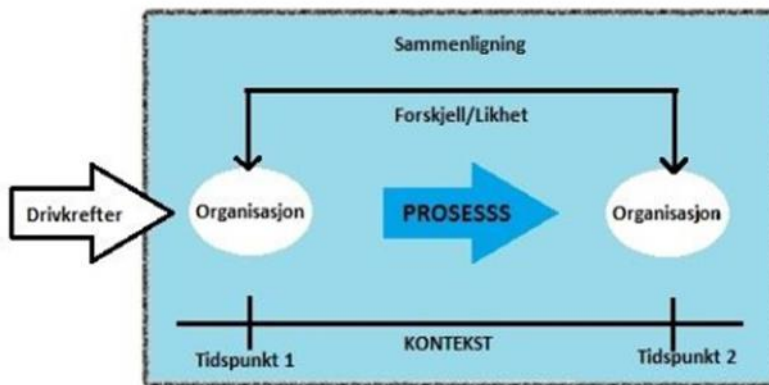 Sammenligning
Forskjell/Likhet
Drivkrefter
Organisasjon
PROSESSS
Organisasjon
KONTEKST
Tidspunkt 1
Tidspunkt 2